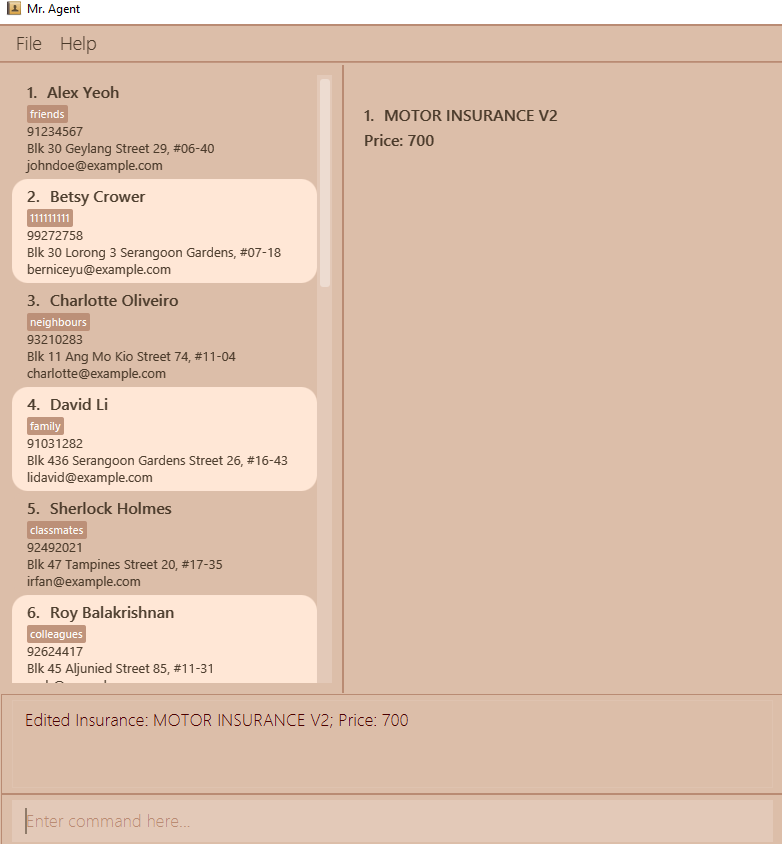 Mr. Agent
File Help
1. Alex Yeoh
friends
91234567
Blk 30 Geylang Street 29, #06-40
johndoe@example.com
2. Betsy Crower
111111111
99272758
Blk 30 Lorong 3 Serangoon Gardens, #07-18
berniceyu@example.com
3. Charlotte Oliveiro
neighbours
93210283
Blk 11 Ang Mo Kio Street 74, #11-04
charlotte@example.com
4. David Li
family
91031282
Blk 436 Serangoon Gardens Street 26, #16-43
lidavid@example.com
5. Sherlock Holmes
classmates
92492021
Blk 47 Tampines Street 20, #17-35
irfan@example.com
6. Roy Balakrishnan
colleagues
92624417
Blk 45 Aljunied Street 85, #11-31
1. MOTOR INSURANCE V2
Price: 700
Edited Insurance: MOTOR INSURANCE V2; Price: 700
Enter command here...